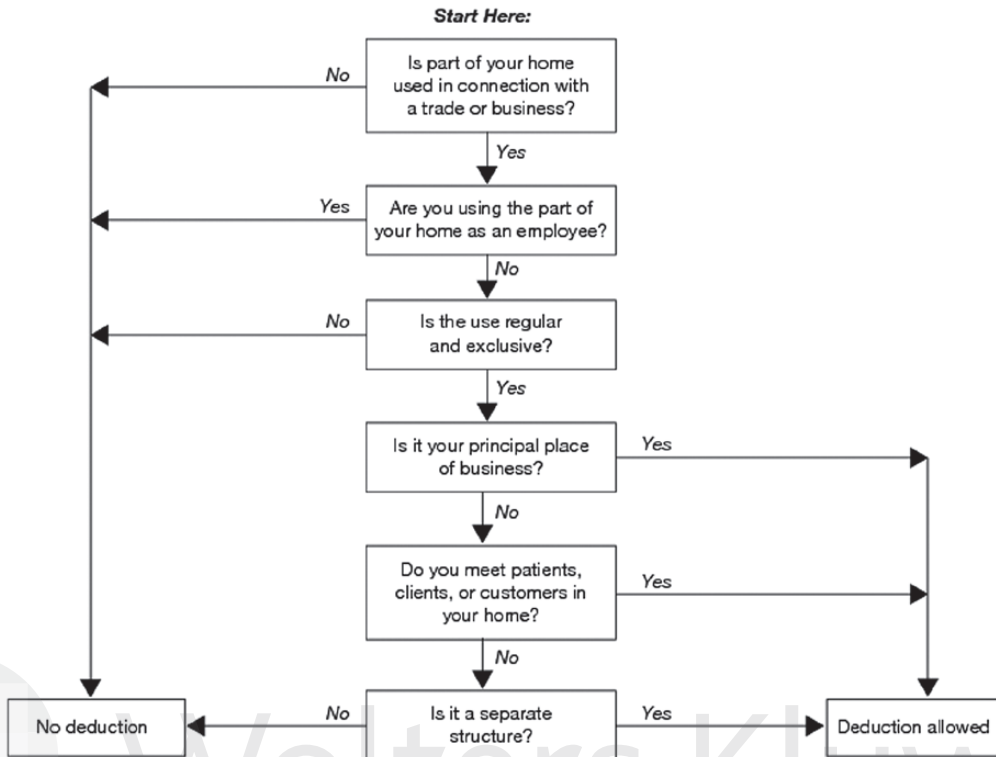 Start Here:
Is part of your home
used in connection with
a trade or business?
No
Yes
Are you using the part of
your home as an employee?
Yes
No
Is the use regular
and exclusive?
No
Yes
Is it your principal place
of business?
Yes
No
Do you meet patients,
clients, or customers in
your home?
Yes
No
Is it a separate
structure?
No
Yes
No deduction
Deduction allowed